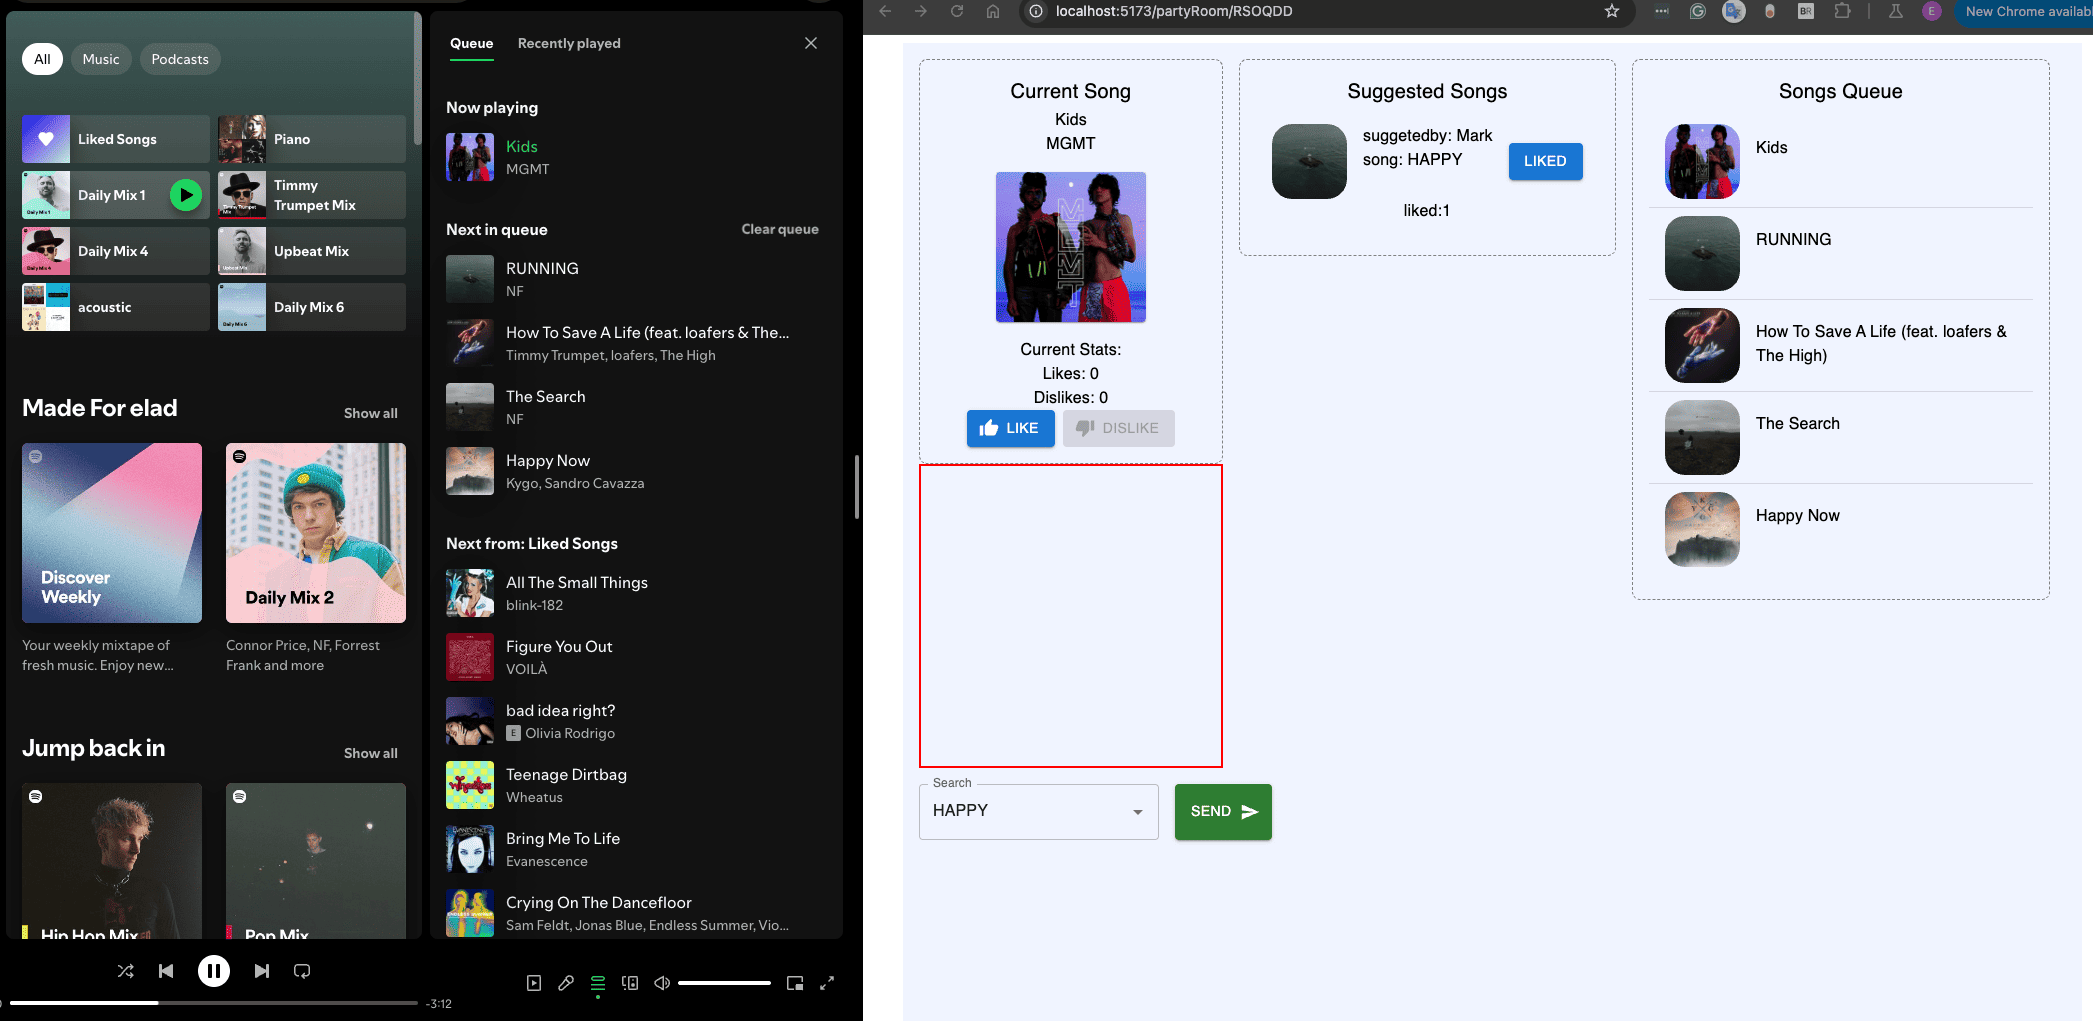 All
Music
Podcasts
Liked Songs
Piano
Daily Mix 1
Timmy
Trumpet Mix
Daily Mix 4
Upbeat Mix
acoustic
Daily Mix 6
Made For elad
Show all
Discover
Weekly
Daily Mix 2
Your weekly mixtape of
fresh music. Enjoy new...
Connor Price, NF, Forrest
Frank and more
Jump back in
Show all
Hip Hop Mix
Pop Mix
Queue
Recently played
Now playing
Kids
MGMT
Next in queue
Clear queue
RUNNING
NF
How To Save A Life (feat. loafers & The...
Timmy Trumpet, loafers, The High
The Search
NF
Happy Now
Kygo, Sandro Cavazza
Next from: Liked Songs
All The Small Things
blink-182
Figure You Out
VOILÀ
bad idea right?
E Olivia Rodrigo
Teenage Dirtbag
Wheatus
Bring Me To Life
Evanescence
Crying On The Dancefloor
Sam Feldt, Jonas Blue, Endless Summer, Vio...
-3:12
localhost:5173/partyRoom/RSOQDD
BR
E
New Chrome availabl
Current Song
Kids
MGMT
MGMT
Current Stats:
Likes: 0
Dislikes: 0
LIKE
DISLIKE
Suggested Songs
suggetedby: Mark
song: HAPPY
LIKED
liked:1
Songs Queue
Kids
RUNNING
How To Save A Life (feat. loafers &
The High)
The Search
Happy Now
Search
HAPPY
SEND